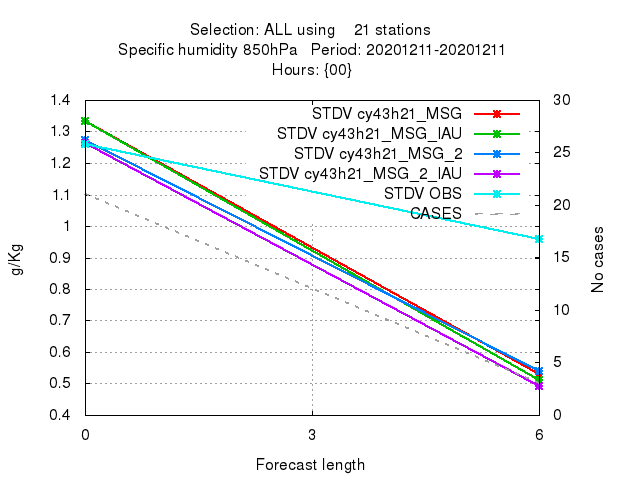 Selection: ALL using    21 stations
Specific humidity 850hPa   Period: 20201211-20201211
Hours: {00}
1.4
1.3
1.2
1.1
1
0.9
0.8
0.7
0.6
0.5
0.4
g/Kg
STDV cy43h21_MSG
STDV cy43h21_MSG_IAU
STDV cy43h21_MSG_2
STDV cy43h21_MSG_2_IAU
STDV OBS
CASES
30
25
20
15
10
5
0
No cases
0 3 6
Forecast length